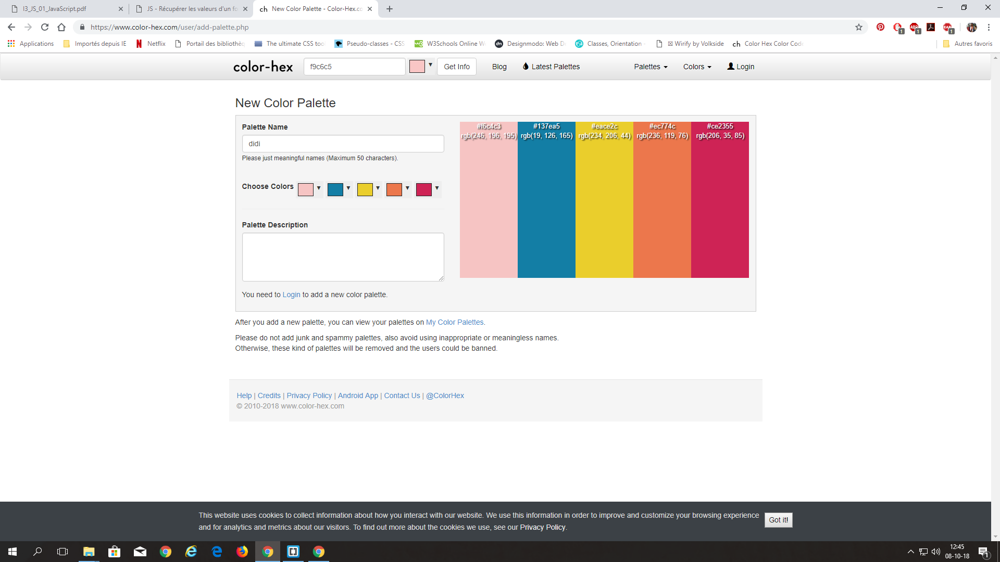 I3_JS_01_JavaScript.pdf
JS - Récupérer les valeurs d'un fo
New Color Palette - Color-Hex.co
https://www.color-hex.com/user/add-palette.php
Applications
Importés depuis IE
Netflix
Portail des bibliothèq
The ultimate CSS too
Pseudo-classes - CSS
W3Schools Online W
Designmodo: Web D
Classes, Orientation -
Wirify by Volkside
Color Hex Color Code
Autres favoris
color-hex
f9c6c5
Get Info
Blog
Latest Palettes
Palettes
Colors
Login
New Color Palette
Palette Name
didi
Please just meaningful names (Maximum 50 characters).
Choose Colors
Palette Description
You need to Login to add a new color palette.
#f6c4c3
rgb(246, 196, 195)
#137ea5
rgb(19, 126, 165)
#eace2c
rgb(234, 206, 44)
#ec774c
rgb(236, 119, 76)
#ce2355
rgb(206, 35, 85)
After you add a new palette, you can view your palettes on My Color Palettes.
Please do not add junk and spammy palettes, also avoid using inappropriate or meaningless names.
Otherwise, these kind of palettes will be removed and the users could be banned.
Help | Credits | Privacy Policy | Android App | Contact Us | @ColorHex
© 2010-2018 www.color-hex.com
This website uses cookies to collect information about how you interact with our website. We use this information in order to improve and customize your browsing experience
and for analytics and metrics about our visitors. To find out more about the cookies we use, see our Privacy Policy.
Got it!
12:45
08-10-18
1